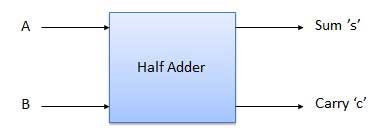 A
Sum ’s’
Half Adder
B
Carry ‘c’